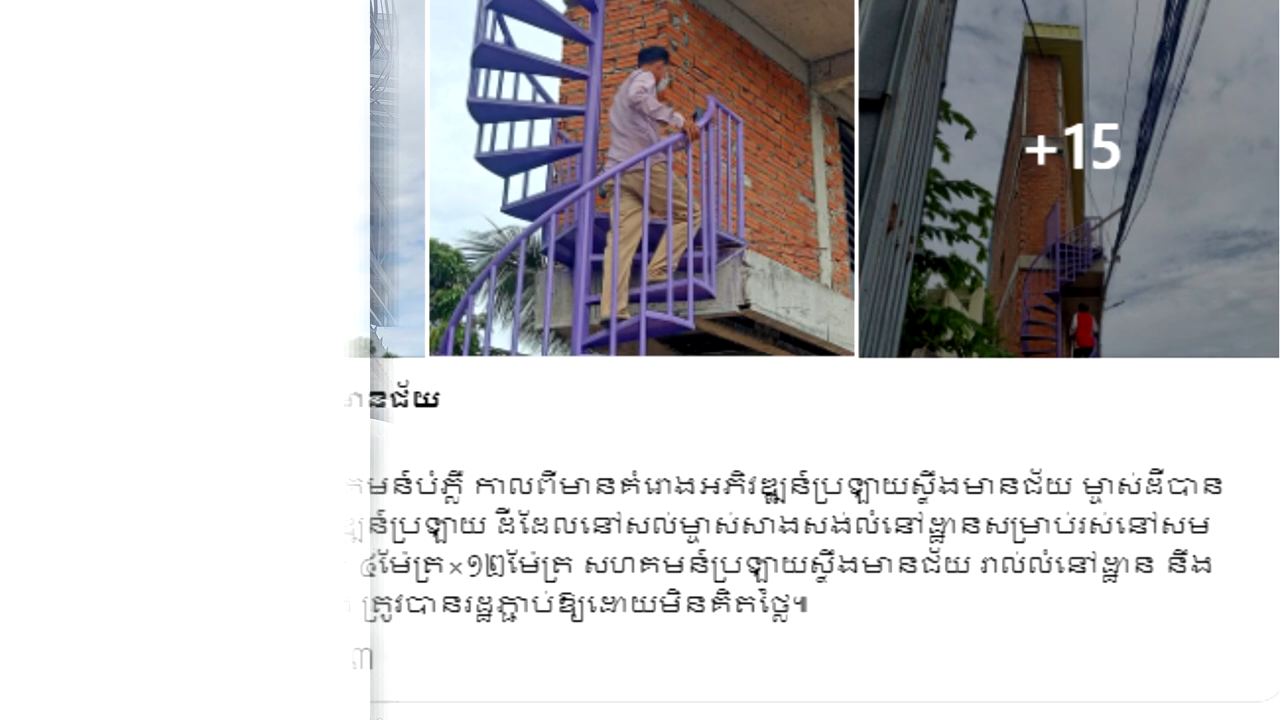 +15
មានជ័យ
គមន៍បំភ្លឺ កាលពីមានគំរោងអភិវឌ្ឍន៍ប្រឡាយស្ទឹងមានជ័យ ម្ចាស់ដីបាន
ន៍ប្រឡាយ ដីដែលនៅសល់ម្ចាស់សាងសង់លំនៅដ្ឋានសម្រាប់រស់នៅសម
៤ម៉ែត្រ×១២ម៉ែត្រ សហគមន៍ប្រឡាយស្ទឹងមានជ័យ រាល់លំនៅដ្ឋាន នឹង
ត្រូវបានរដ្ឋភ្ជាប់ឱ្យដោយមិនគិតថ្លៃ៕
៣